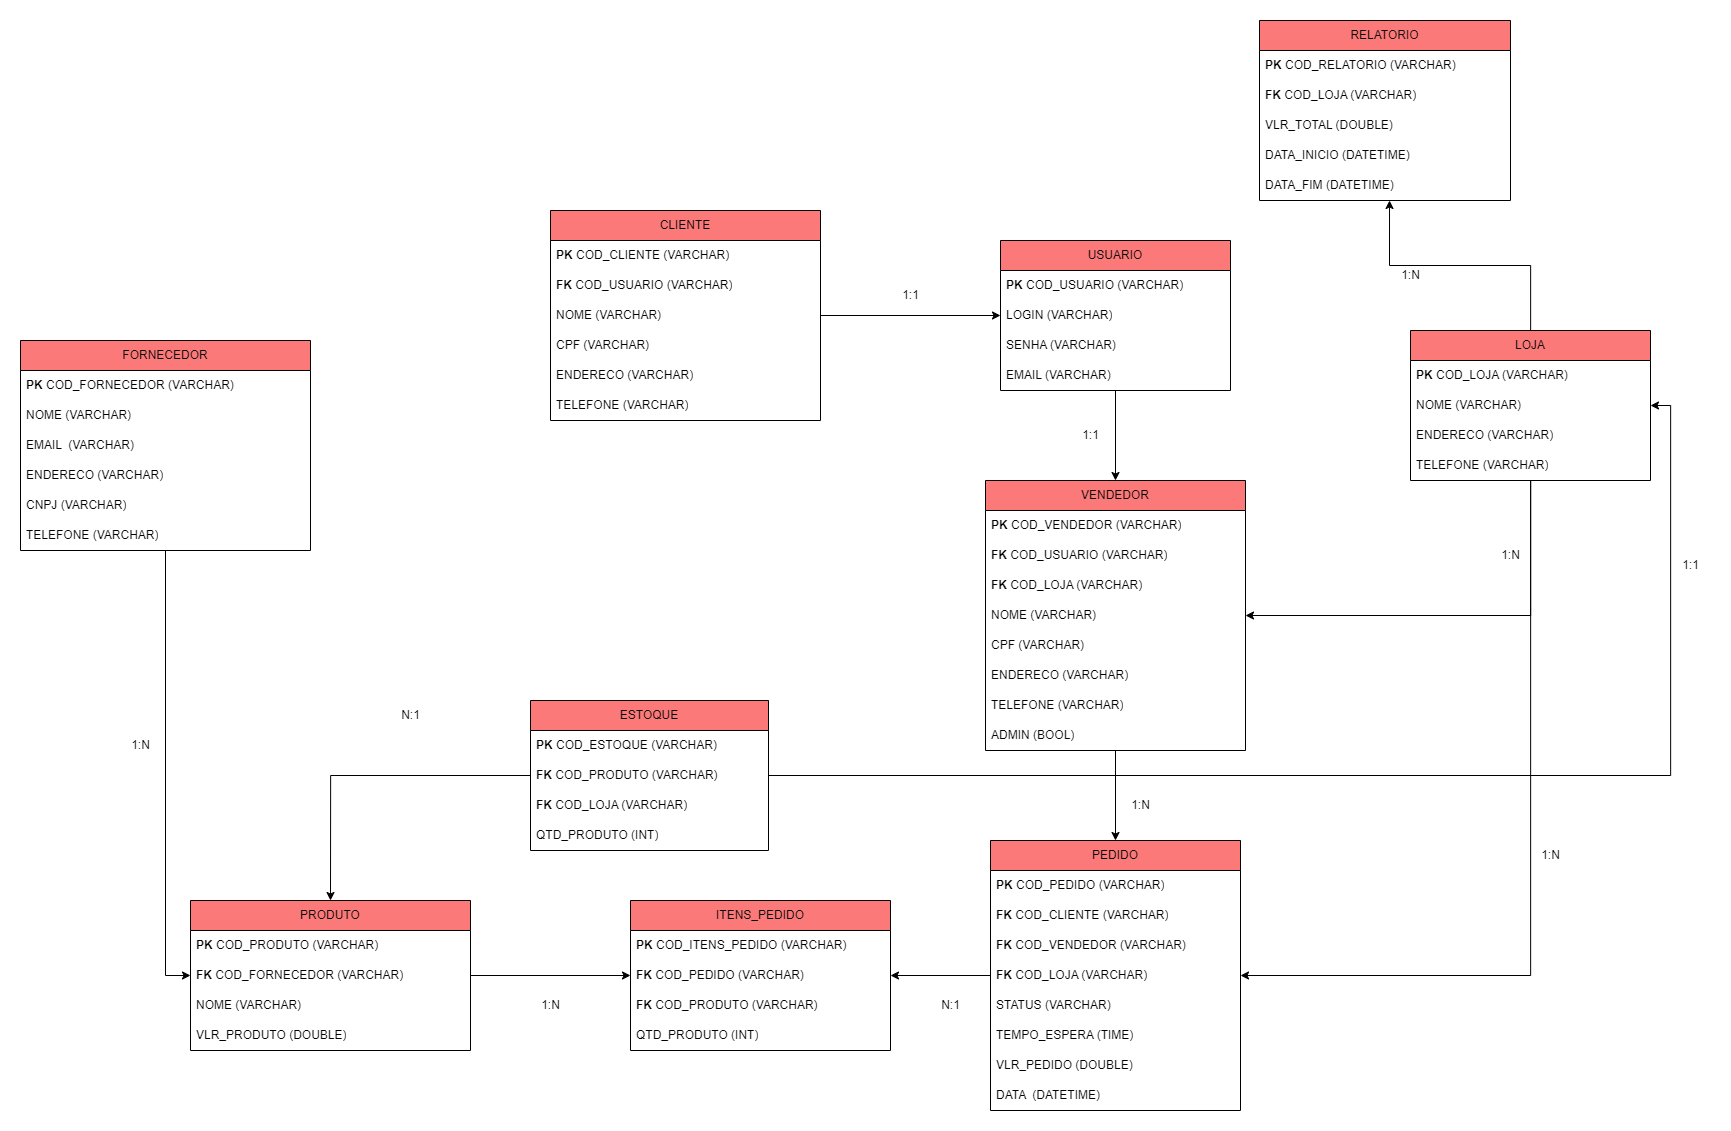 RELATORIO
PK COD_RELATORIO (VARCHAR)
FK COD_LOJA (VARCHAR)
VLR_TOTAL (DOUBLE)
DATA_INICIO (DATETIME)
DATA_FIM (DATETIME)
1:N
CLIENTE
PK COD_CLIENTE (VARCHAR)
FK COD_USUARIO (VARCHAR)
NOME (VARCHAR)
CPF (VARCHAR)
ENDERECO (VARCHAR)
TELEFONE (VARCHAR)
1:1
USUARIO
PK COD_USUARIO (VARCHAR)
LOGIN (VARCHAR)
SENHA (VARCHAR)
EMAIL (VARCHAR)
1:1
LOJA
PK COD_LOJA (VARCHAR)
NOME (VARCHAR)
ENDERECO (VARCHAR)
TELEFONE (VARCHAR)
1:N
1:1
FORNECEDOR
PK COD_FORNECEDOR (VARCHAR)
NOME (VARCHAR)
EMAIL  (VARCHAR)
ENDERECO (VARCHAR)
CNPJ (VARCHAR)
TELEFONE (VARCHAR)
1:N
VENDEDOR
PK COD_VENDEDOR (VARCHAR)
FK COD_USUARIO (VARCHAR)
FK COD_LOJA (VARCHAR)
NOME (VARCHAR)
CPF (VARCHAR)
ENDERECO (VARCHAR)
TELEFONE (VARCHAR)
ADMIN (BOOL)
1:N
N:1
ESTOQUE
PK COD_ESTOQUE (VARCHAR)
FK COD_PRODUTO (VARCHAR)
FK COD_LOJA (VARCHAR)
QTD_PRODUTO (INT)
1:N
PRODUTO
PK COD_PRODUTO (VARCHAR)
FK COD_FORNECEDOR (VARCHAR)
NOME (VARCHAR)
VLR_PRODUTO (DOUBLE)
1:N
ITENS_PEDIDO
PK COD_ITENS_PEDIDO (VARCHAR)
FK COD_PEDIDO (VARCHAR)
FK COD_PRODUTO (VARCHAR)
QTD_PRODUTO (INT)
N:1
PEDIDO
PK COD_PEDIDO (VARCHAR)
FK COD_CLIENTE (VARCHAR)
FK COD_VENDEDOR (VARCHAR)
FK COD_LOJA (VARCHAR)
STATUS (VARCHAR)
TEMPO_ESPERA (TIME)
VLR_PEDIDO (DOUBLE)
DATA  (DATETIME)